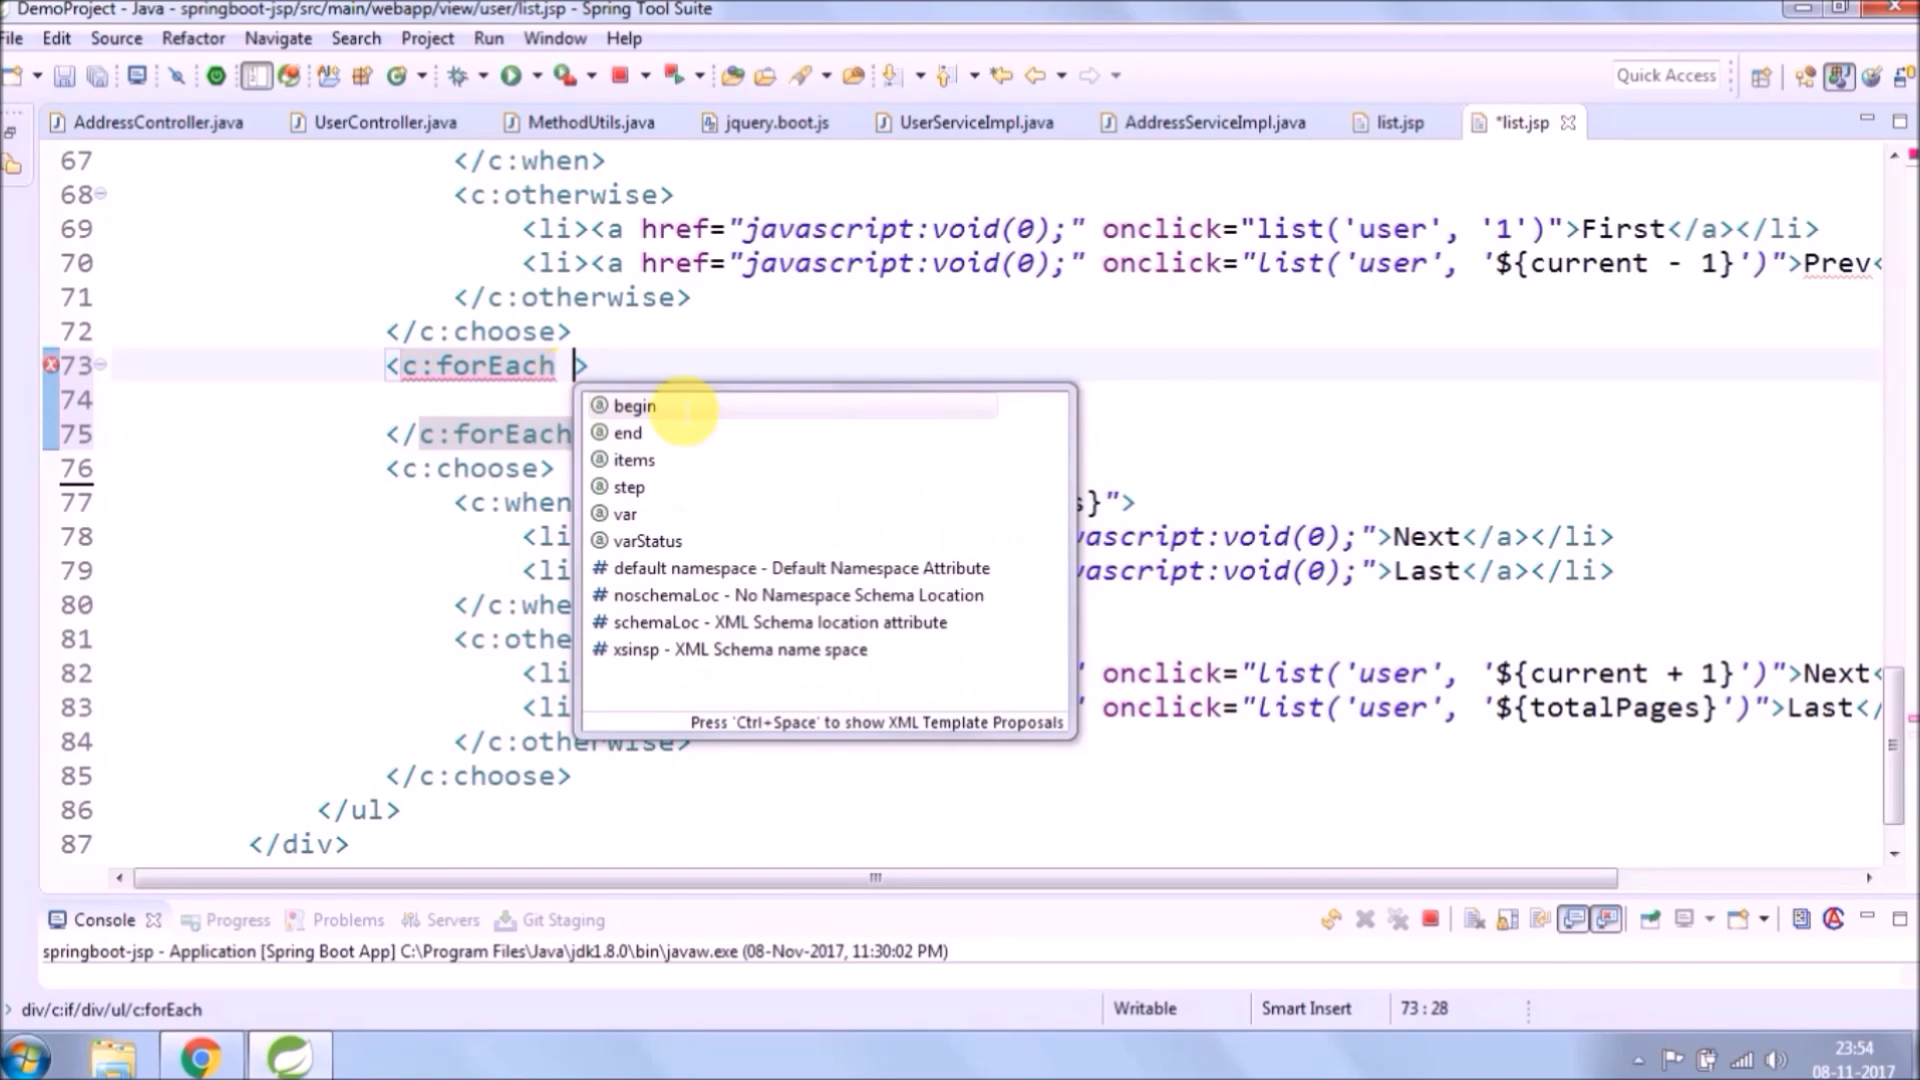 DemoProject - Java - springboot-jsp/src/main/webapp/view/user/list.jsp - Spring Tool Suite
File Edit Source Refactor Navigate Search Project Run Window Help
Quick Access
AddressController.java UserController.java MethodUtils.java jquery.boot.js UserServiceImpl.java AddressServiceImpl.java list.jsp *list.jsp
67 </c:when>
68 <c:otherwise>
69 <li><a href="javascript:void(0);" onclick="list('user', '1')">First</a></li>
70 <li><a href="javascript:void(0);" onclick="list('user', '${current - 1}')">Prev<
71 </c:otherwise>
72 </c:choose>
73 <c:forEach >
74
75 </c:forEach
76 <c:choose>
77 <c:when }">
78 <li vascript:void(0);">Next</a></li>
79 <li vascript:void(0);">Last</a></li>
80 </c:whe
81 <c:othe
82 <li onclick="list('user', '${current + 1}')">Next<
83 <li onclick="list('user', '${totalPages}')">Last</
84 </c:otherwise>
85 </c:choose>
86 </ul>
87 </div>
begin
end
items
step
var
varStatus
default namespace - Default Namespace Attribute
noschemaLoc - No Namespace Schema Location
schemaLoc - XML Schema location attribute
xsinsp - XML Schema name space
Press 'Ctrl+Space' to show XML Template Proposals
Console Progress Problems Servers Git Staging
springboot-jsp - Application [Spring Boot App] C:\Program Files\Java\jdk1.8.0\bin\javaw.exe (08-Nov-2017, 11:30:02 PM)
div/c:if/div/ul/c:forEach Writable Smart Insert 73 : 28
23:54
08-11-2017